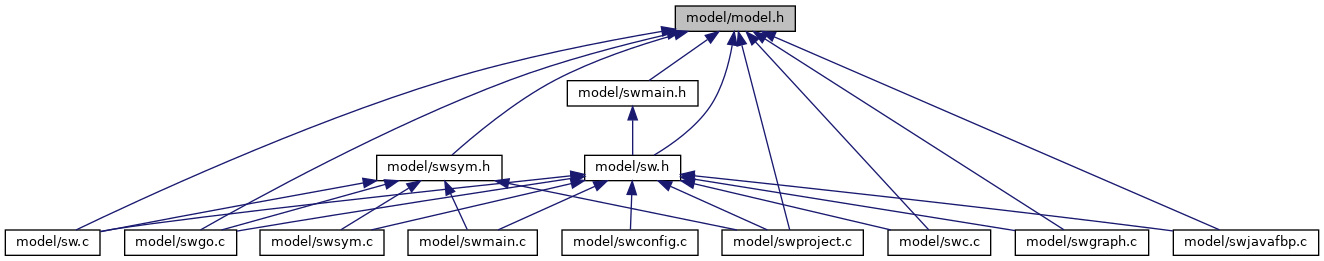 model/model.h
model/swmain.h
model/swsym.h
model/sw.h
model/sw.c
model/swgo.c
model/swsym.c
model/swmain.c
model/swconfig.c
model/swproject.c
model/swc.c
model/swgraph.c
model/swjavafbp.c